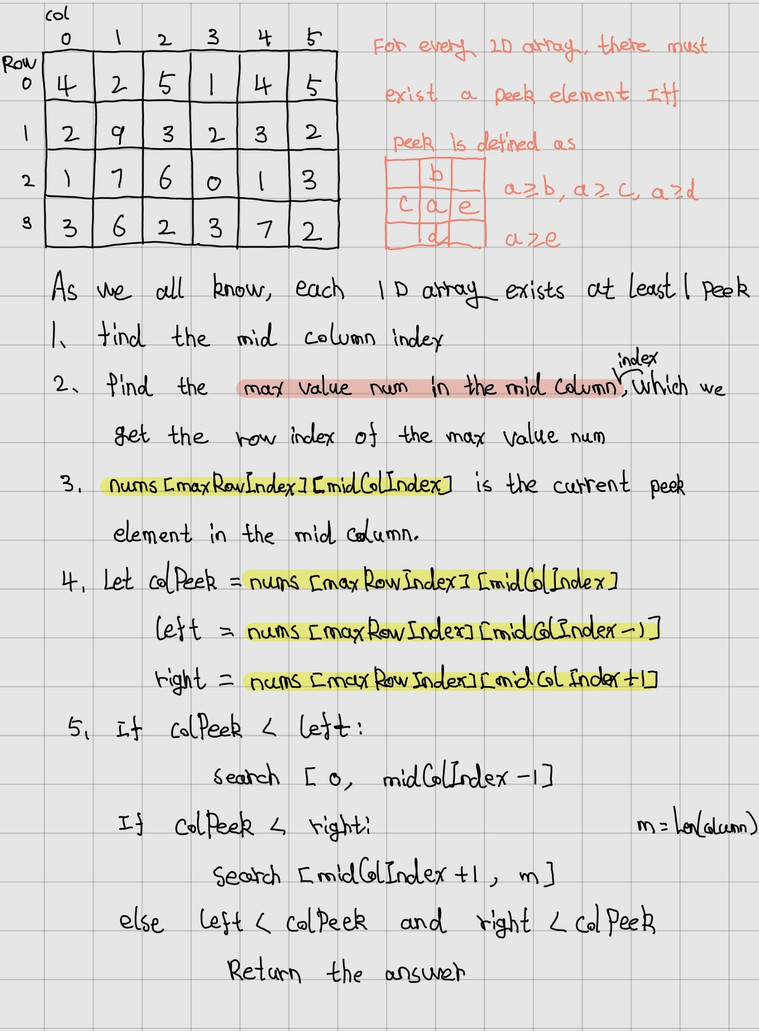 col
0 1 2 3 4 5
Row
0 4 2 5 1 4 5
1 2 9 3 2 3 2
2 1 7 6 0 1 3
3 3 6 2 3 7 2
For every 2D array, there must
exist a peek element Iff
peek is defined as
b
c a e
d
a≥b, a≥c, a≥d
a≥e
As we all know, each 1D array exists at least 1 peek
1. find the mid column index
index
2. find the max value num in the mid column, which we
get the row index of the max value num
3. nums [maxRowIndex] [midColIndex] is the current peek
element in the mid column.
4. Let colPeek = nums [maxRowIndex] [midColIndex]
left = nums [maxRowIndex] [midColIndex-1]
right = nums [maxRowIndex] [midColIndex+1]
5. If colPeek < left:
search [0, midColIndex-1]
If colPeek < right:
m = len(column)
search [midColIndex+1, m]
else left < colPeek and right < colPeek
Return the answer